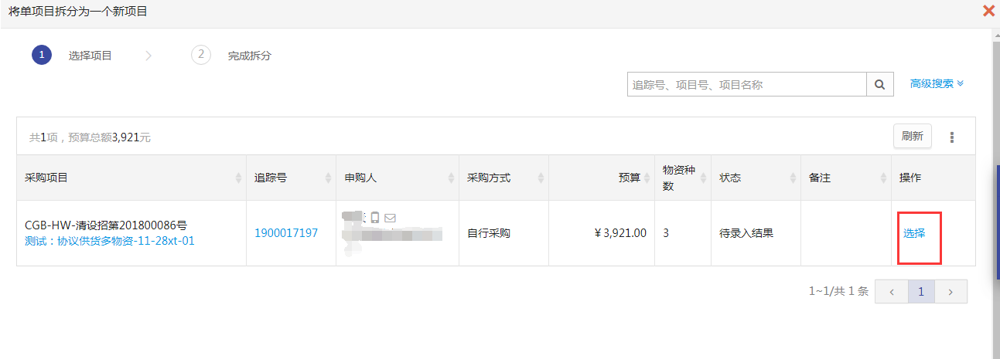 将单项目拆分为一个新项目
1 选择项目 2 完成拆分
追踪号、项目号、项目名称 高级搜索
共1项，预算总额3,921元 刷新
采购项目 追踪号 申购人 采购方式 预算 物资种数 状态 备注 操作
CGB-HW-清设招第201800086号
测试：协议供货多物资-11-28xt-01 1900017197 自行采购 ¥3,921.00 3 待录入结果 选择
1~1/共 1 条 1